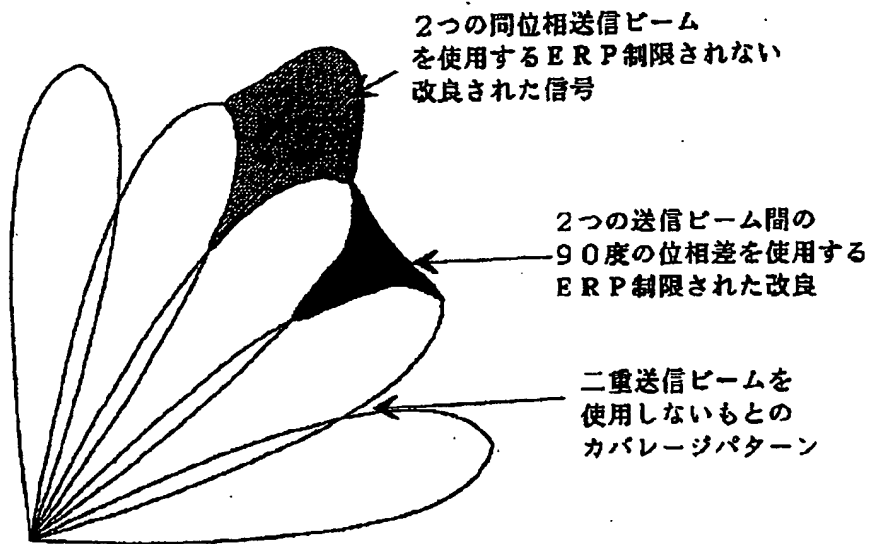 2つの同位相送信ビーム
を使用するERP制限されない
改良された信号
2つの送信ビーム間の
90度の位相差を使用する
ERP制限された改良
二重送信ビームを
使用しないもとの
カバレージパターン